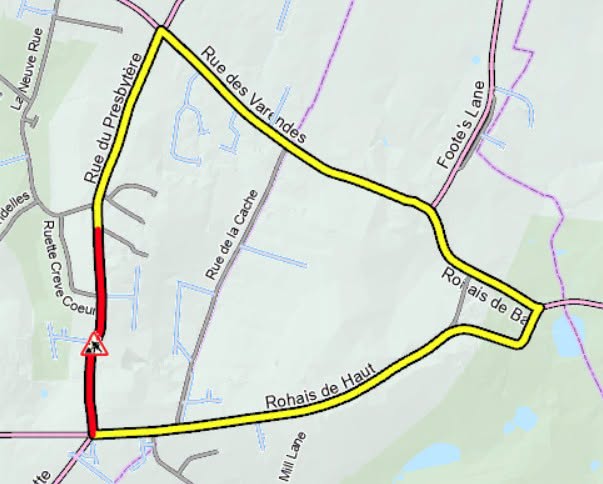 La Neuve Rue
Rue du Presbytère
Rue des Varendes
Foote's Lane
Rue de la Cache
Ruette Creve Coeur
Rohais de Ba
Rohais de Haut
Mill Lane